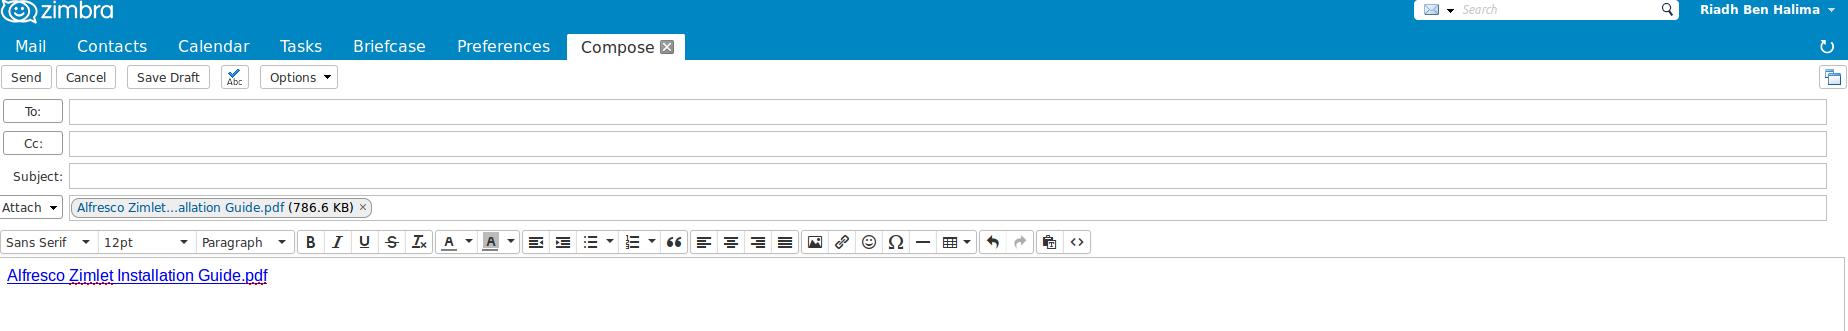 zimbra
Search
Riadh Ben Halima
Mail Contacts Calendar Tasks Briefcase Preferences Compose
Send Cancel Save Draft Abc Options
To:
Cc:
Subject:
Attach Alfresco Zimlet...allation Guide.pdf (786.6 KB) ×
Sans Serif 12pt Paragraph B I U S Tx A A
Alfresco Zimlet Installation Guide.pdf